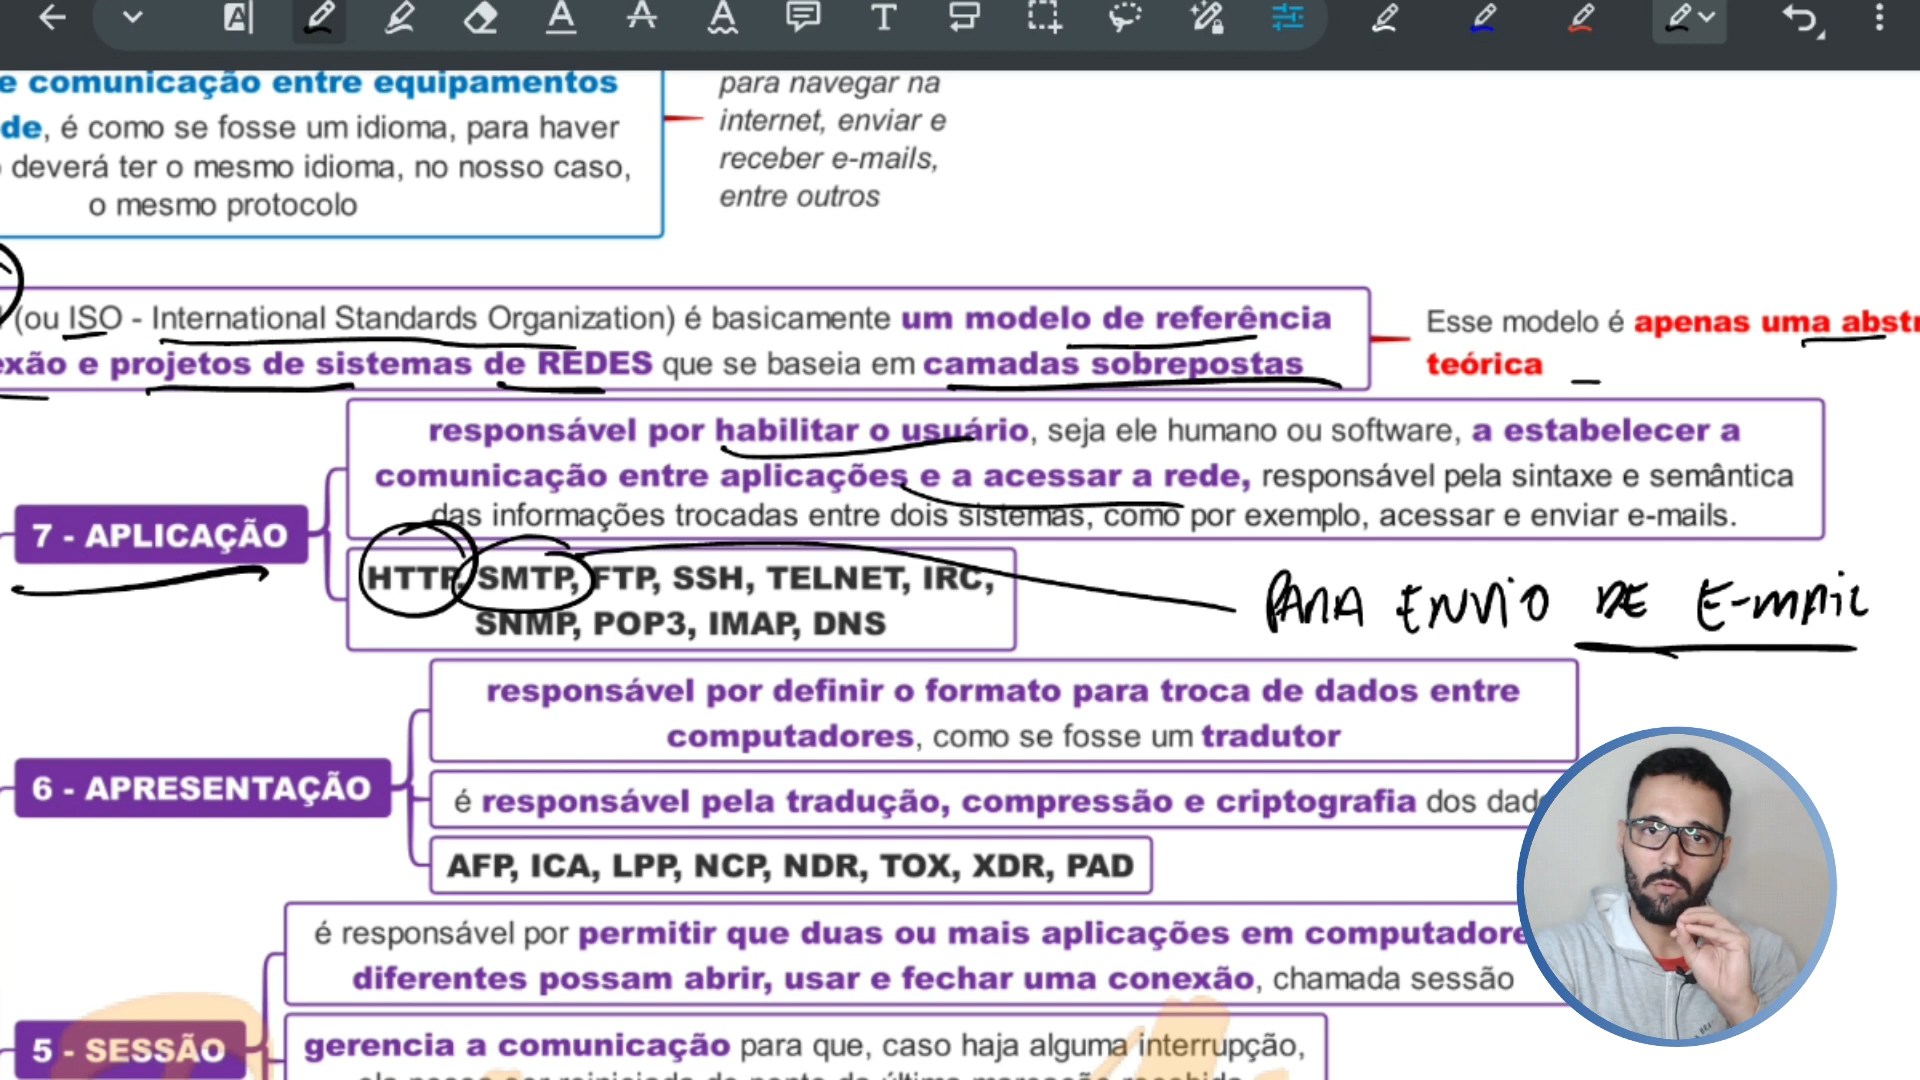 e comunicação entre equipamentos
de, é como se fosse um idioma, para haver
deverá ter o mesmo idioma, no nosso caso,
o mesmo protocolo
para navegar na
internet, enviar e
receber e-mails,
entre outros
(ou ISO - International Standards Organization) é basicamente um modelo de referência
exão e projetos de sistemas de REDES que se baseia em camadas sobrepostas
Esse modelo é apenas uma abstr
teórica
responsável por habilitar o usuário, seja ele humano ou software, a estabelecer a
comunicação entre aplicações e a acessar a rede, responsável pela sintaxe e semântica
das informações trocadas entre dois sistemas, como por exemplo, acessar e enviar e-mails.
7 - APLICAÇÃO
HTTP, SMTP, FTP, SSH, TELNET, IRC,
SNMP, POP3, IMAP, DNS
PARA ENVIO DE E-MAIL
responsável por definir o formato para troca de dados entre
computadores, como se fosse um tradutor
6 - APRESENTAÇÃO
é responsável pela tradução, compressão e criptografia dos dad
AFP, ICA, LPP, NCP, NDR, TOX, XDR, PAD
é responsável por permitir que duas ou mais aplicações em computadore
diferentes possam abrir, usar e fechar uma conexão, chamada sessão
5 - SESSÃO
gerencia a comunicação para que, caso haja alguma interrupção,